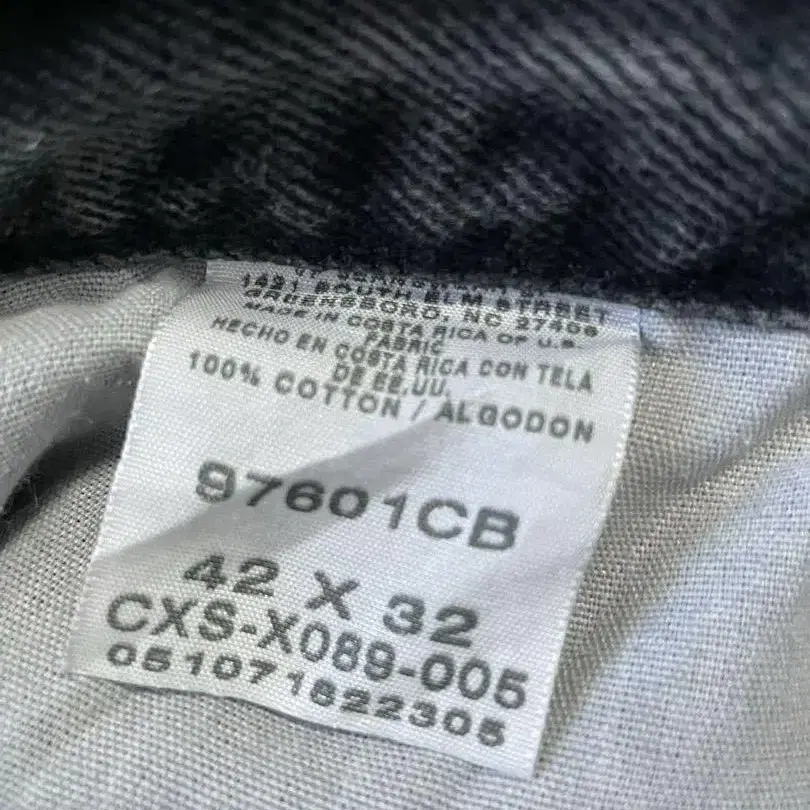 1421 SOUTH ELM STREET
GREENSBORO, NC 27406
MADE IN COSTA RICA OF U.S.
FABRIC
HECHO EN COSTA RICA CON TELA
DE EE.UU.
100% COTTON / ALGODON
97601CB
42 X 32
CXS-X089-005
051071822305